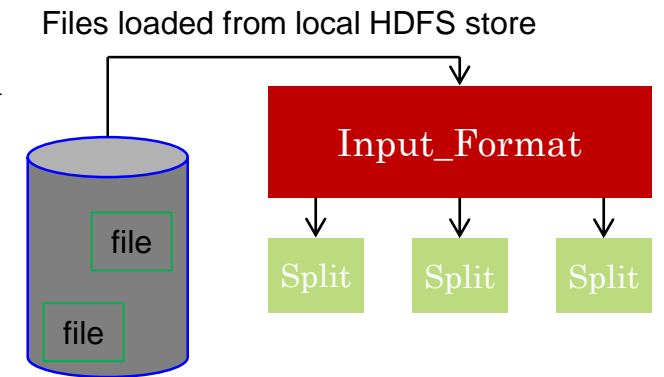 Files loaded from local HDFS store
Input_Format
file
Split Split Split
file